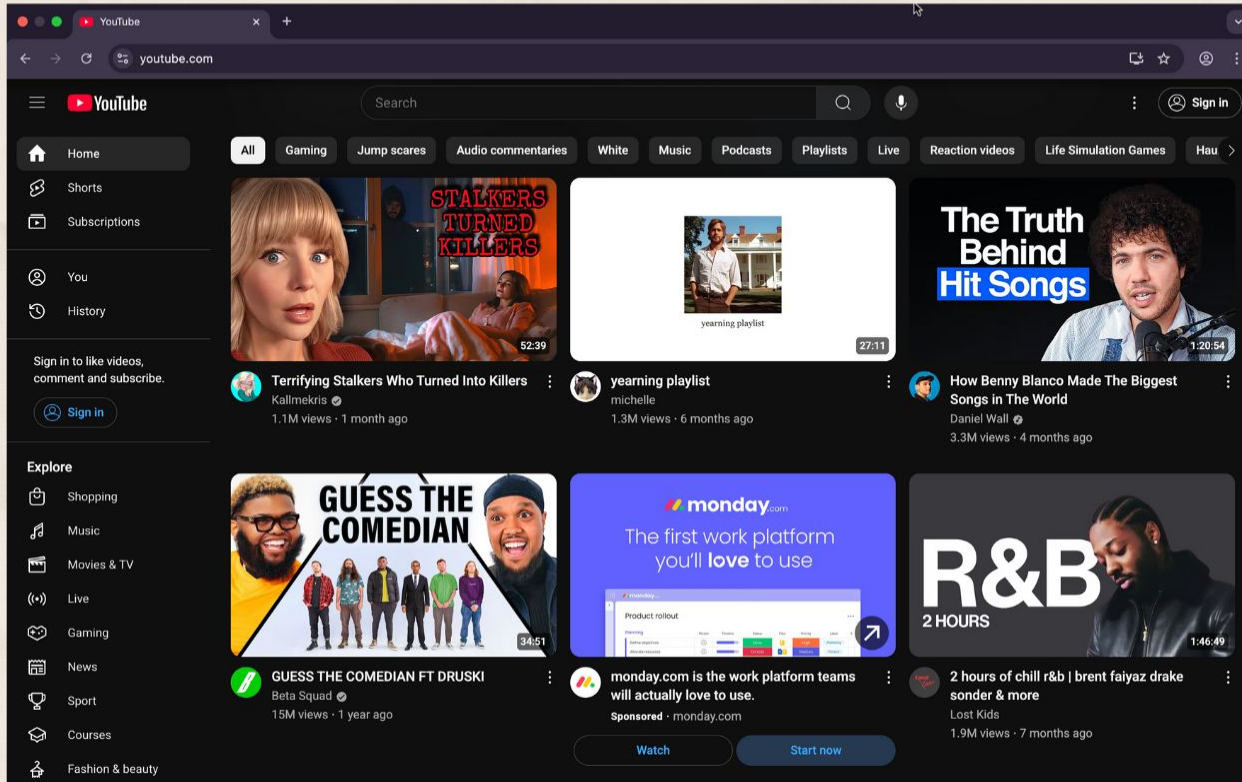 YouTube
youtube.com
YouTube
Search
Sign in
Home
Shorts
Subscriptions
You
History
Sign in to like videos,
comment and subscribe.
Sign in
Explore
Shopping
Music
Movies & TV
Live
Gaming
News
Sport
Courses
Fashion & beauty
All
Gaming
Jump scares
Audio commentaries
White
Music
Podcasts
Playlists
Live
Reaction videos
Life Simulation Games
Hau
STALKERS
TURNED
KILLERS
52:39
Terrifying Stalkers Who Turned Into Killers
Kallmekris
1.1M views · 1 month ago
yearning playlist
27:11
yearning playlist
michelle
1.3M views · 6 months ago
The Truth
Behind
Hit Songs
1:20:54
How Benny Blanco Made The Biggest
Songs in The World
Daniel Wall
3.3M views · 4 months ago
GUESS THE
COMEDIAN
34:51
GUESS THE COMEDIAN FT DRUSKI
Beta Squad
15M views · 1 year ago
monday.com
The first work platform
you'll love to use
monday
Product rollout
Planning
monday.com is the work platform teams
will actually love to use.
Sponsored · monday.com
Watch
Start now
R&B
2 HOURS
1:46:49
2 hours of chill r&b | brent faiyaz drake
sonder & more
Lost Kids
1.9M views · 7 months ago